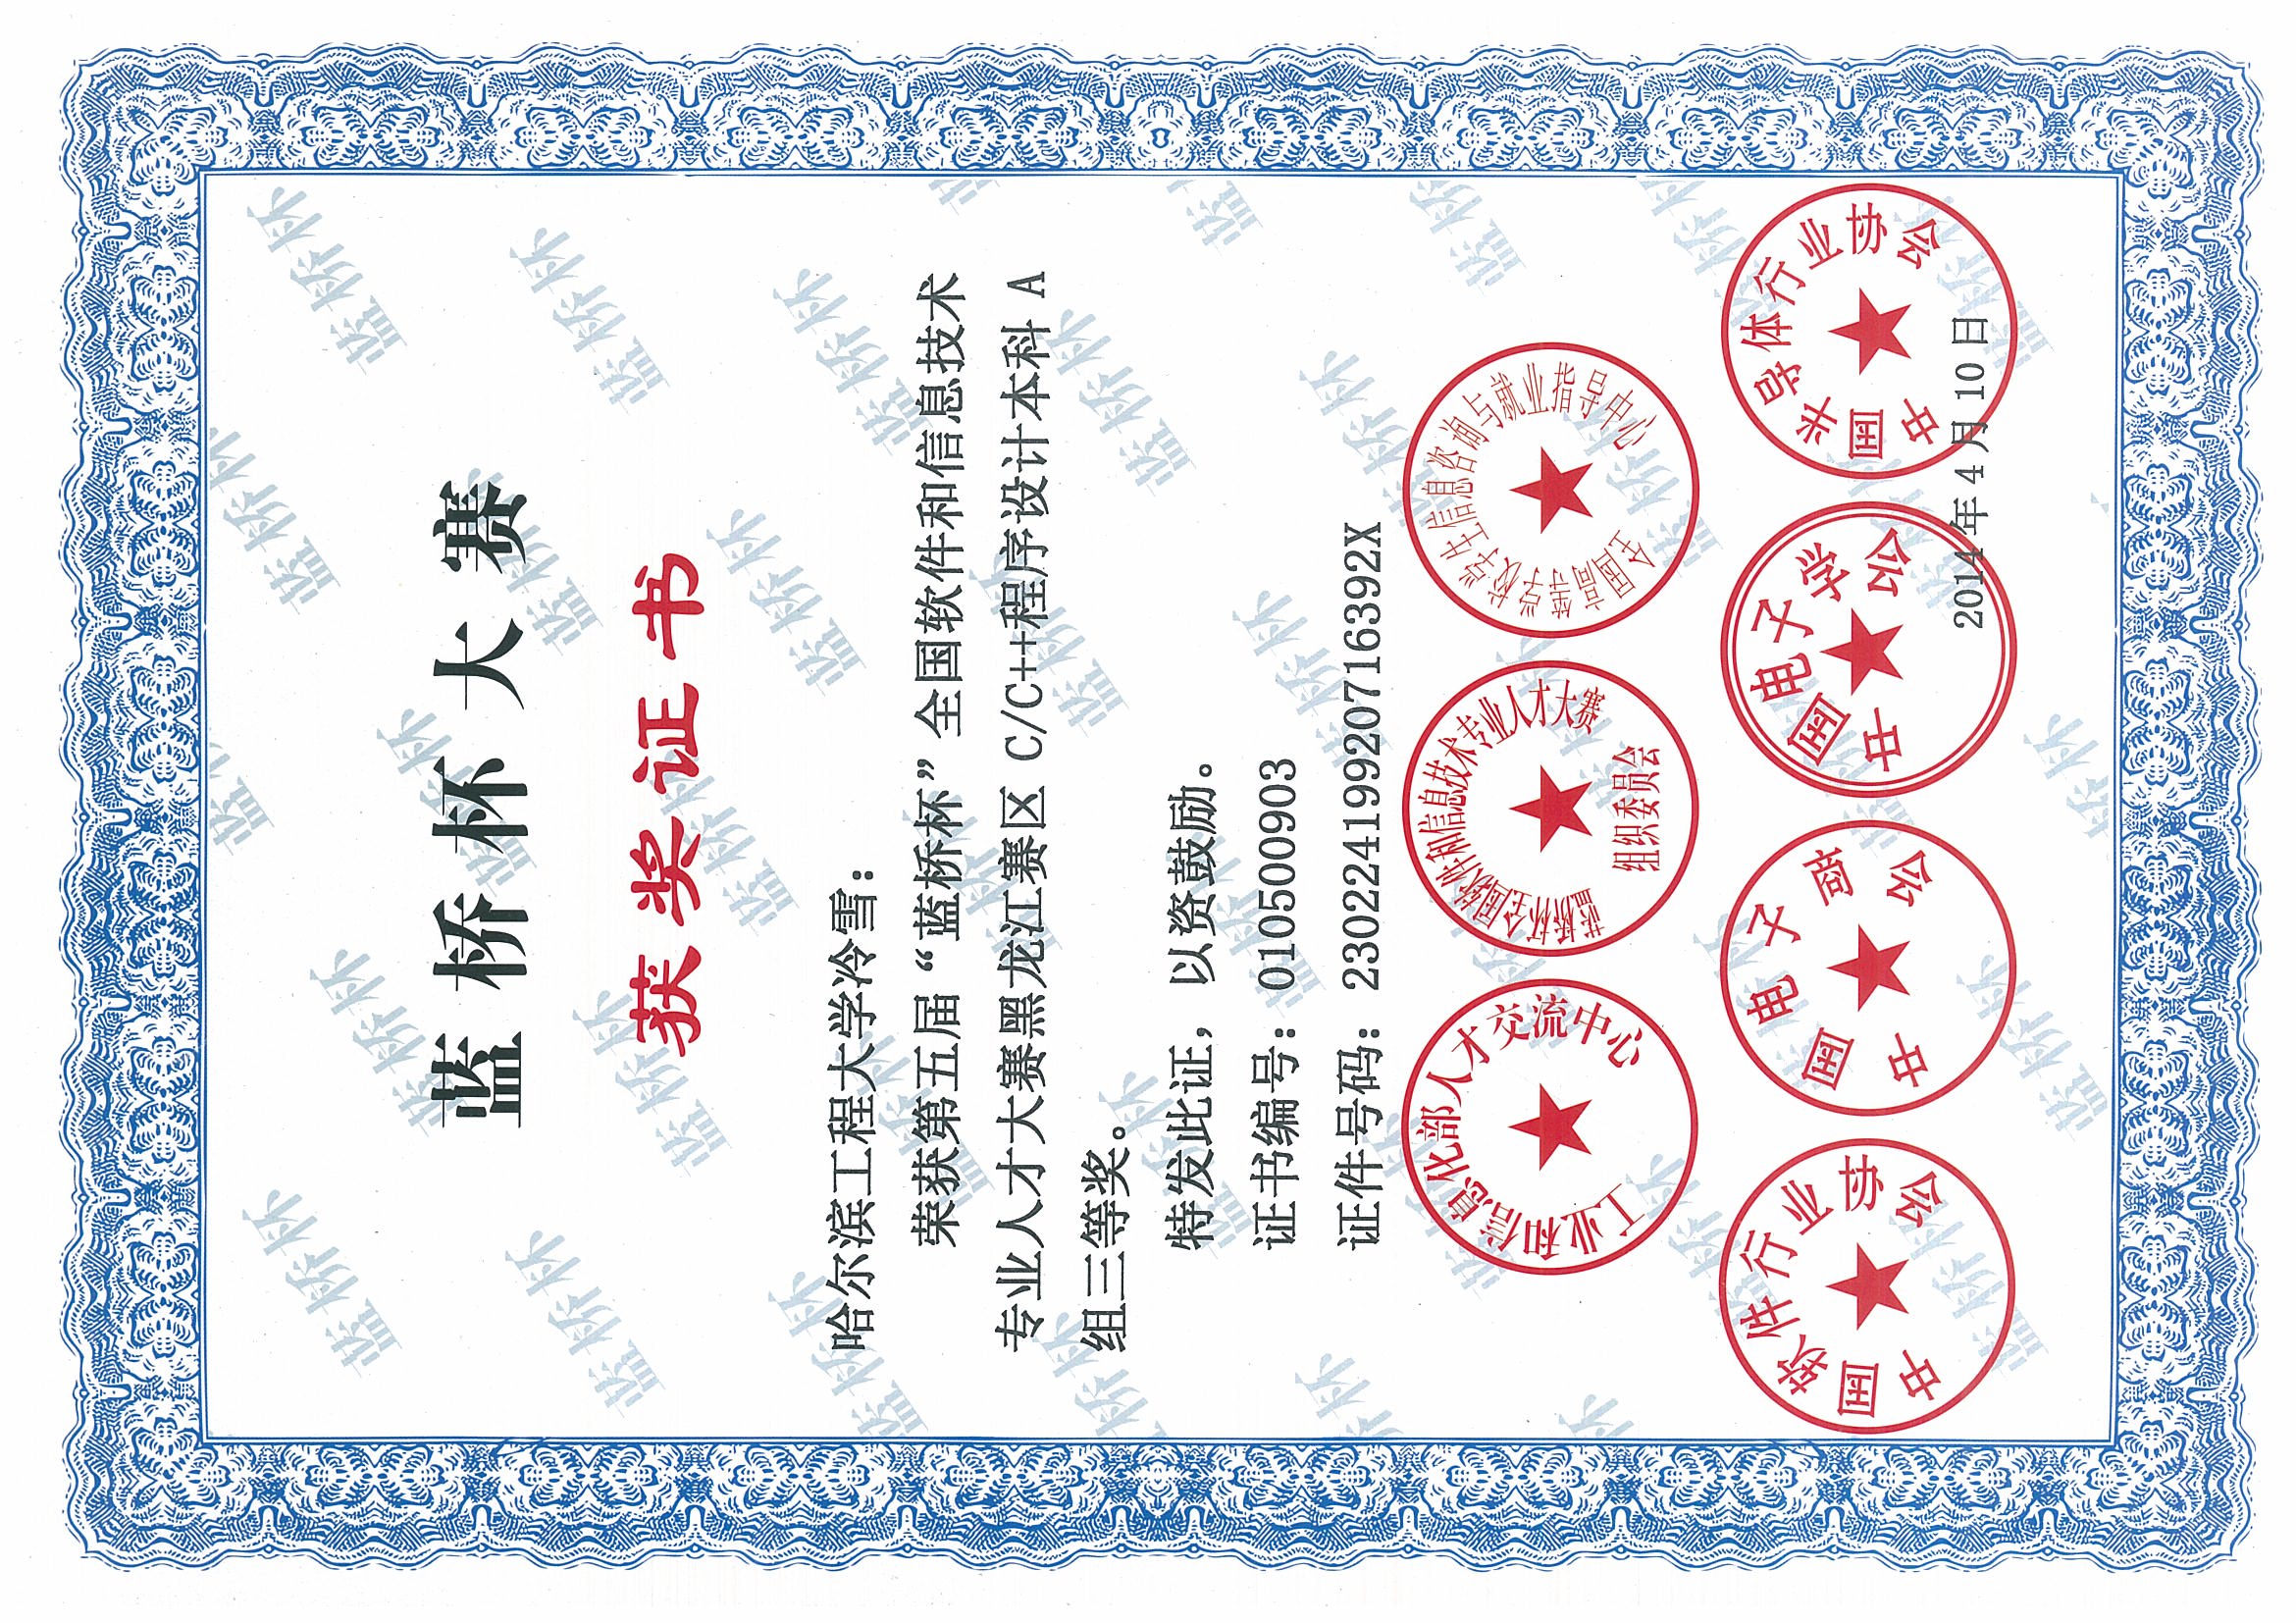 蓝桥杯大赛
获奖证书
哈尔滨工程大学冷雪：
荣获第五届“蓝桥杯”全国软件和信息技术
专业人才大赛黑龙江赛区 C/C++程序设计本科 A
组三等奖。
特发此证，以资鼓励。
证书编号：010500903
证件号码：23022419920716392X
工业和信息化部人才交流中心
蓝桥杯全国软件和信息技术专业人才大赛
组织委员会
全国高等学校学生信息咨询与就业指导中心
中国软件行业协会
中国电子商会
中国电子学会
中国半导体行业协会
2014 年 4 月 10 日
蓝桥杯